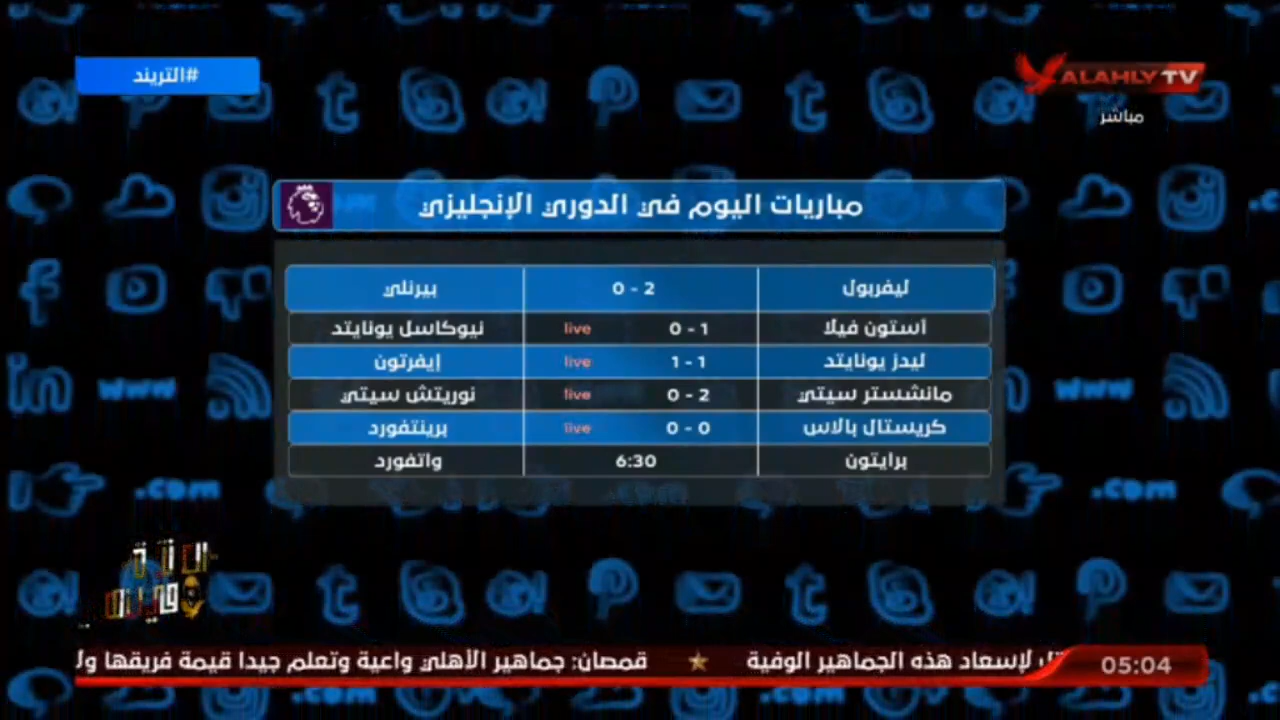 #التريند
ALAHLY TV
مباشر
مباريات اليوم في الدوري الإنجليزي
ليفربول 2 - 0 بيرنلي
أستون فيلا 1 - 0 live نيوكاسل يونايتد
ليدز يونايتد 1 - 1 live إيفرتون
مانشستر سيتي 2 - 0 live نوريتش سيتي
كريستال بالاس 0 - 0 live برينتفورد
برايتون 6:30 واتفورد
05:04 لإسعاد هذه الجماهير الوفية ★ قمصان: جماهير الأهلي واعية وتعلم جيدا قيمة فريقها